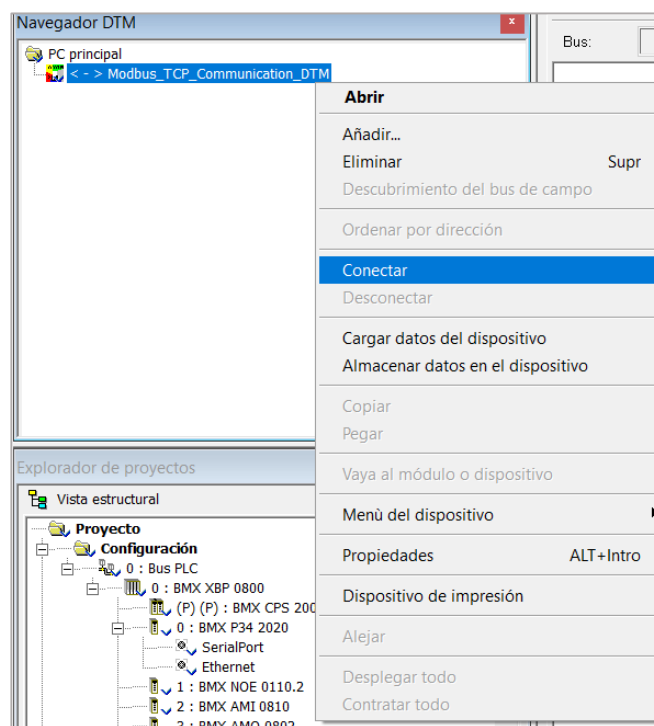 Navegador DTM
x
PC principal
< - > Modbus_TCP_Communication_DTM
Bus:
Abrir
Añadir...
Eliminar Supr
Descubrimiento del bus de campo
Ordenar por dirección
Conectar
Desconectar
Cargar datos del dispositivo
Almacenar datos en el dispositivo
Copiar
Pegar
Vaya al módulo o dispositivo
Menù del dispositivo
Propiedades ALT+Intro
Dispositivo de impresión
Alejar
Desplegar todo
Contratar todo
Explorador de proyectos
Vista estructural
Proyecto
Configuración
0 : Bus PLC
0 : BMX XBP 0800
(P) (P) : BMX CPS 200
0 : BMX P34 2020
SerialPort
Ethernet
1 : BMX NOE 0110.2
2 : BMX AMI 0810
3 : BMX AMO 0802